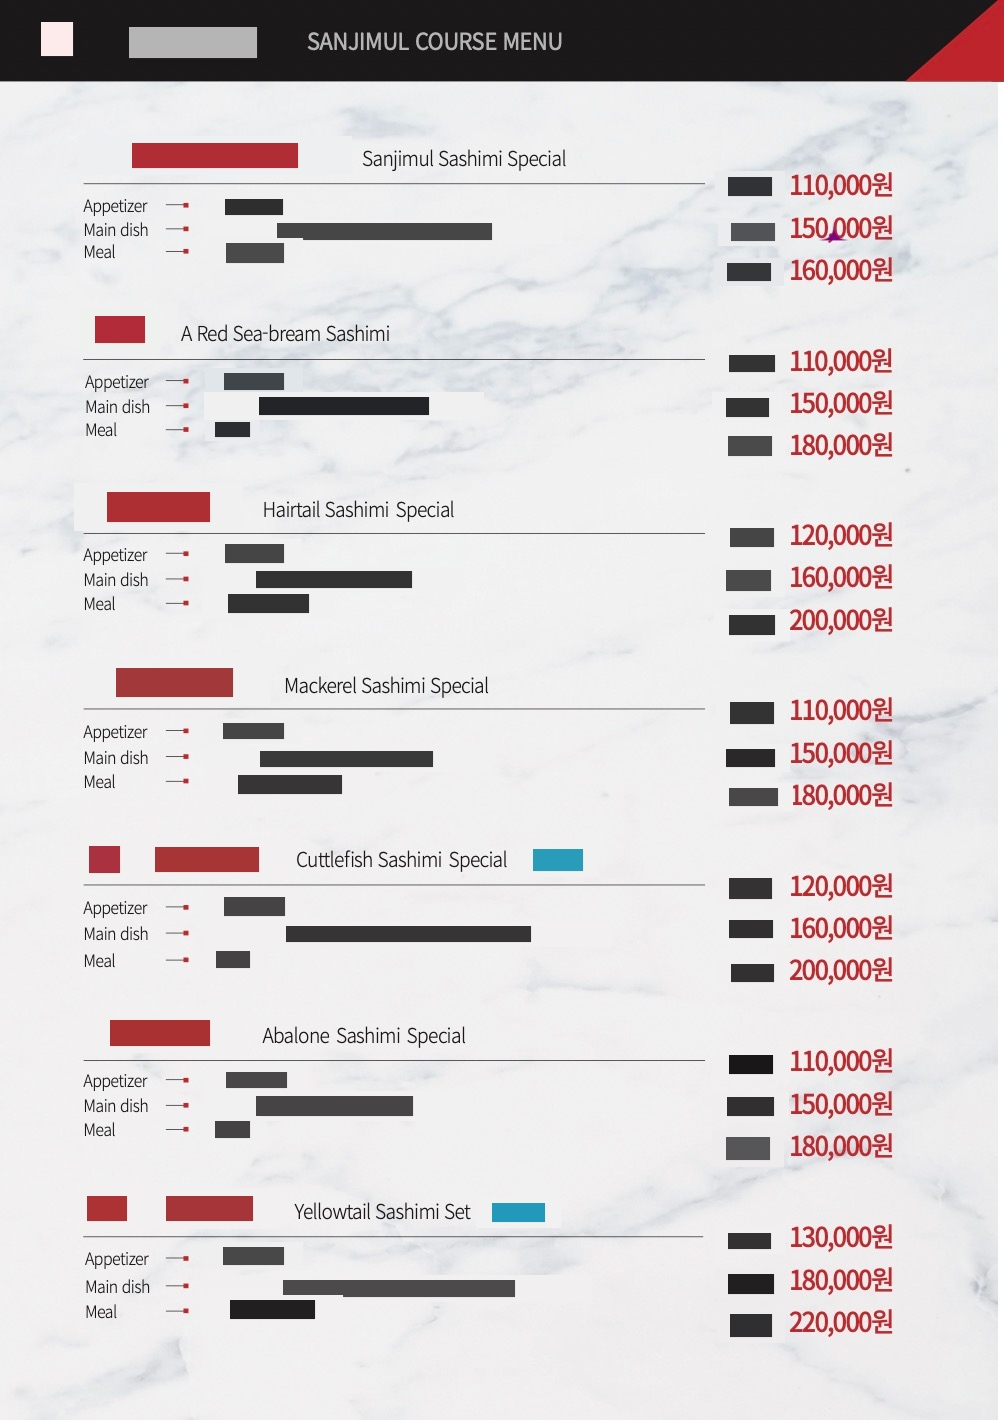 SANJIMUL COURSE MENU
Sanjimul Sashimi Special
110,000원
Appetizer
Main dish
150,000원
Meal
160,000원
A Red Sea-bream Sashimi
110,000원
Appetizer
Main dish
150,000원
Meal
180,000원
Hairtail Sashimi Special
120,000원
Appetizer
Main dish
160,000원
Meal
200,000원
Mackerel Sashimi Special
110,000원
Appetizer
Main dish
150,000원
Meal
180,000원
Cuttlefish Sashimi Special
120,000원
Appetizer
Main dish
160,000원
Meal
200,000원
Abalone Sashimi Special
110,000원
Appetizer
Main dish
150,000원
Meal
180,000원
Yellowtail Sashimi Set
130,000원
Appetizer
Main dish
180,000원
Meal
220,000원